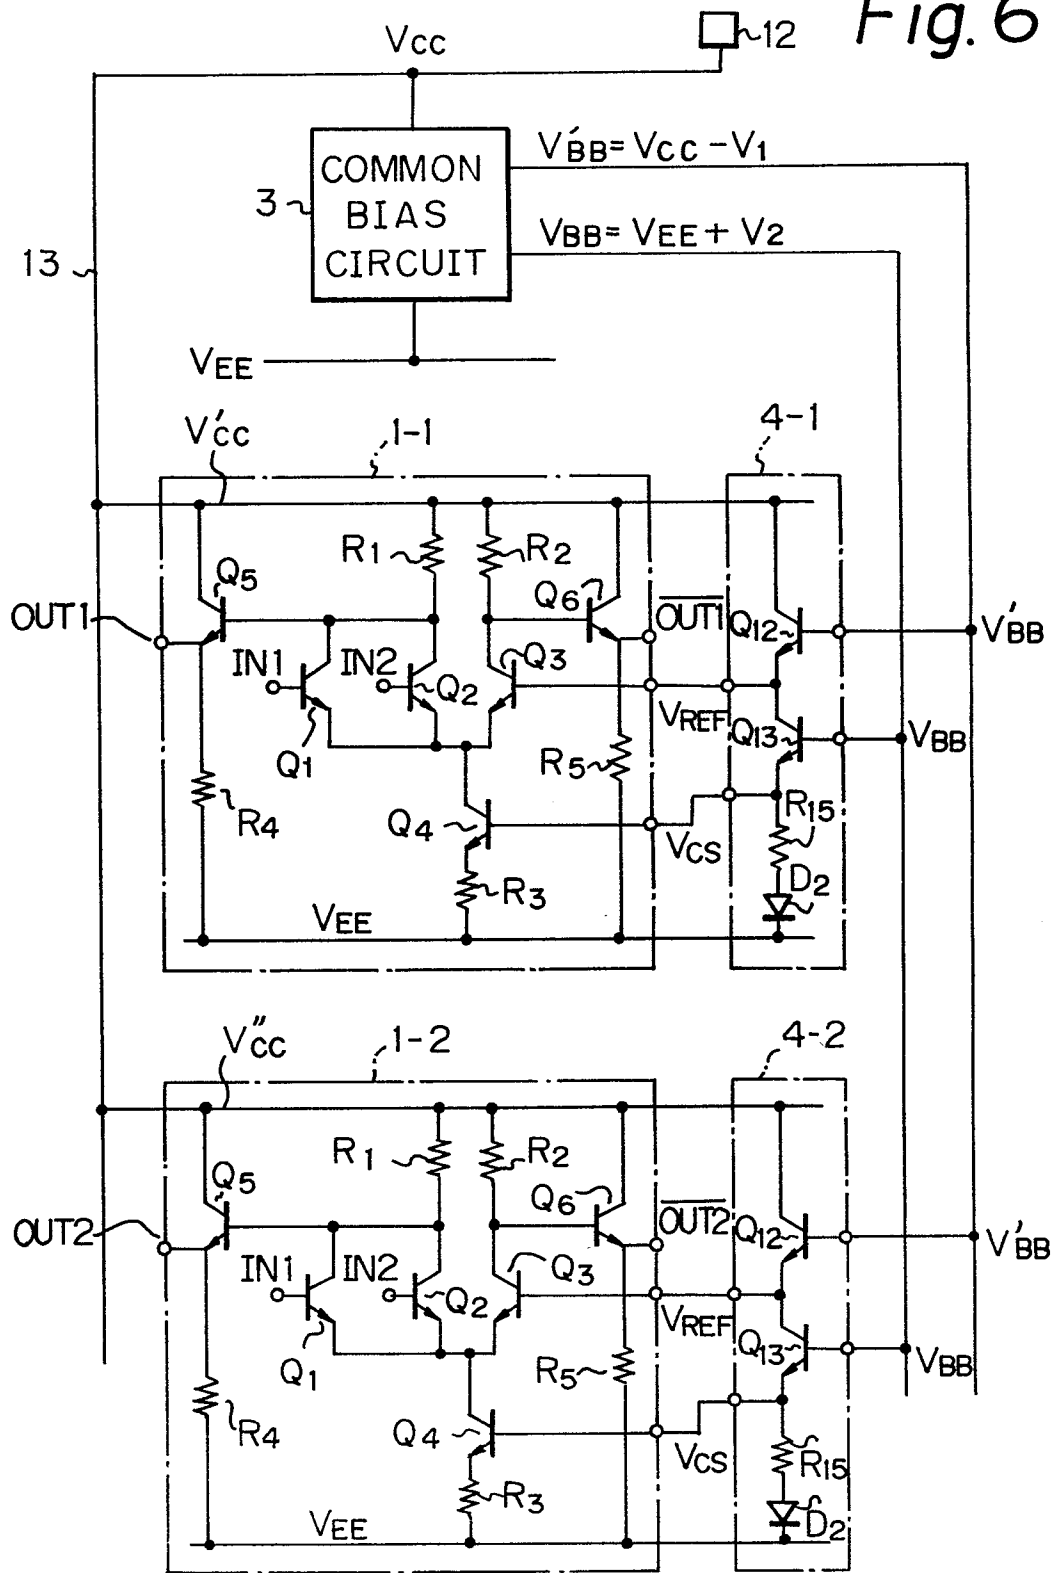 Fig. 6
VCC
12
V'BB = VCC - V1
COMMON
BIAS
CIRCUIT
3
VBB = VEE + V2
13
VEE
V'CC
1-1
4-1
R1
R2
Q5
Q6
OUT1
OUT1
Q12
V'BB
IN1
IN2
Q3
Q2
VREF
Q13
VBB
Q1
R5
R4
Q4
VCS
R15
R3
D2
VEE
V''CC
1-2
4-2
R1
R2
Q5
Q6
OUT2
OUT2
Q12
V'BB
IN1
IN2
Q3
Q2
VREF
Q13
VBB
Q1
R5
R4
Q4
VCS
R15
R3
D2
VEE